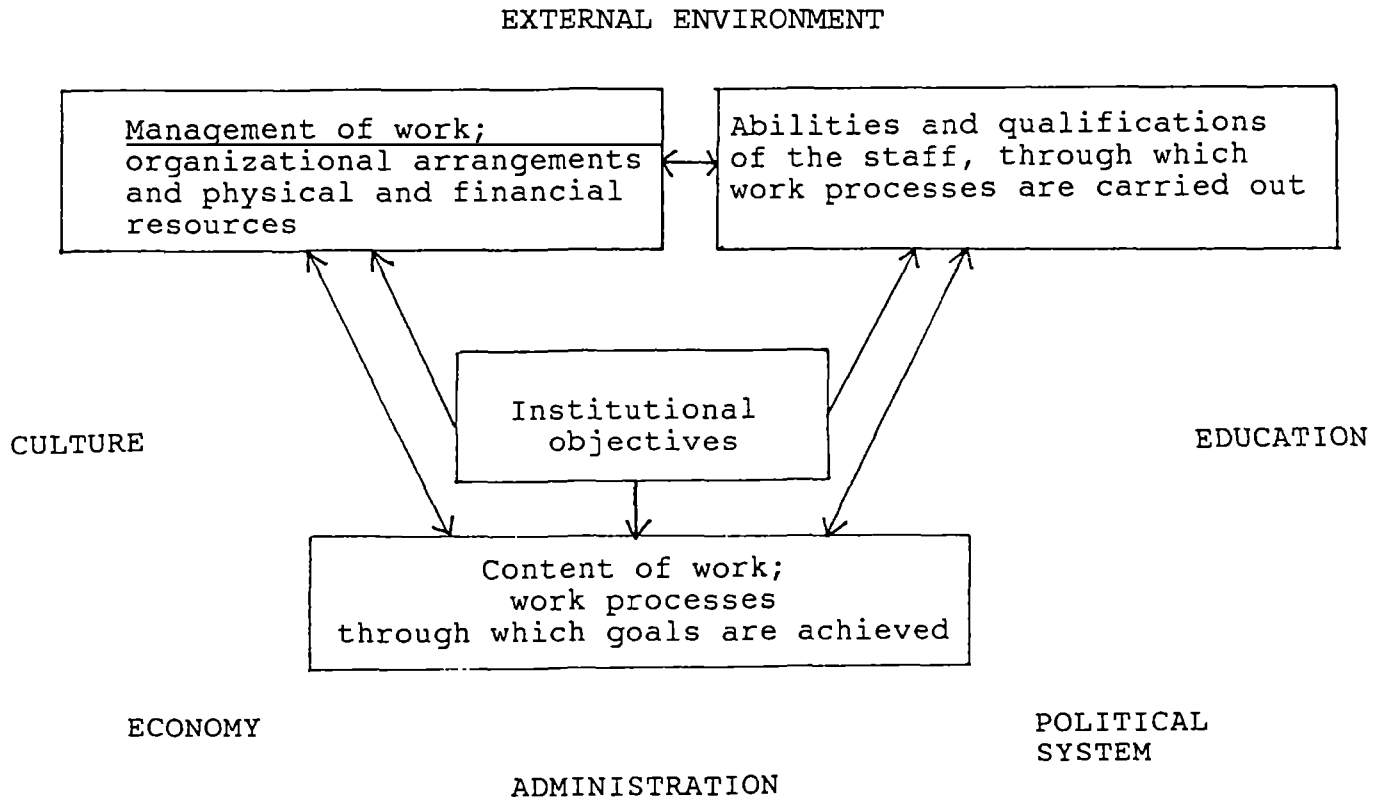 EXTERNAL ENVIRONMENT
Management of work;
organizational arrangements
and physical and financial
resources
Abilities and qualifications
of the staff, through which
work processes are carried out
Institutional
objectives
CULTURE
EDUCATION
Content of work;
work processes
through which goals are achieved
ECONOMY
POLITICAL
SYSTEM
ADMINISTRATION